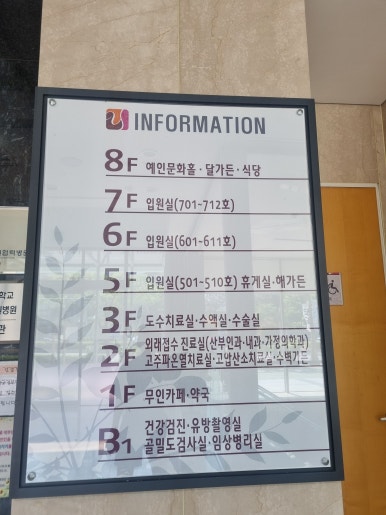 INFORMATION
8F 예인문화홀·달가든·식당
7F 입원실(701-712호)
6F 입원실(601-611호)
5F 입원실(501-510호) 휴게실·해가든
3F 도수치료실·수액실·수술실
2F 외래접수 진료실(산부인과·내과·가정의학과)
고주파온열치료실·고압산소치료실·수벽가든
1F 무인카페·약국
B1 건강검진·유방촬영실
골밀도검사실·임상병리실
학교
병원